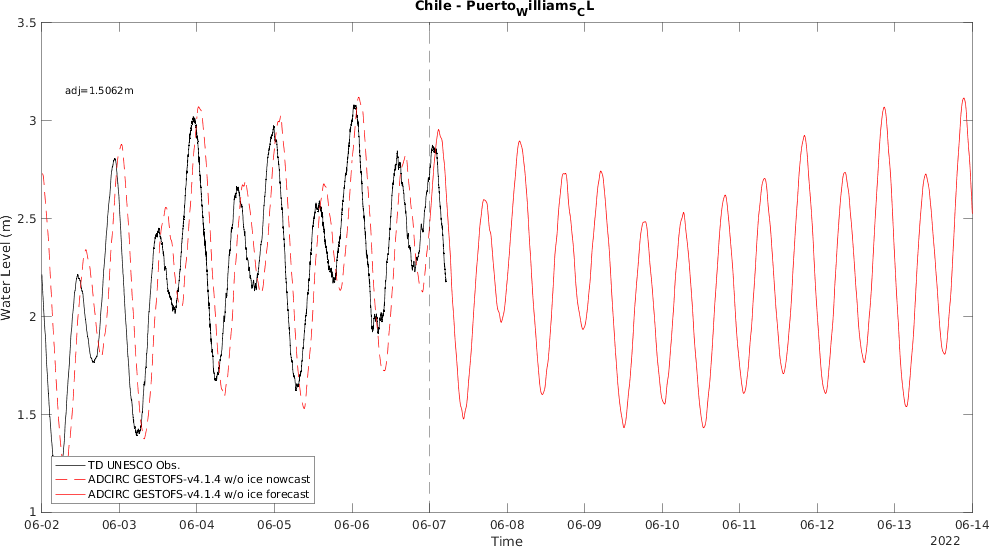 Chile - PuertoWilliamsCL
3.5
adj=1.5062m
3
2.5
Water Level (m)
2
1.5
1
TD UNESCO Obs.
ADCIRC GESTOFS-v4.1.4 w/o ice nowcast
ADCIRC GESTOFS-v4.1.4 w/o ice forecast
06-02 06-03 06-04 06-05 06-06 06-07 06-08 06-09 06-10 06-11 06-12 06-13 06-14
Time
2022